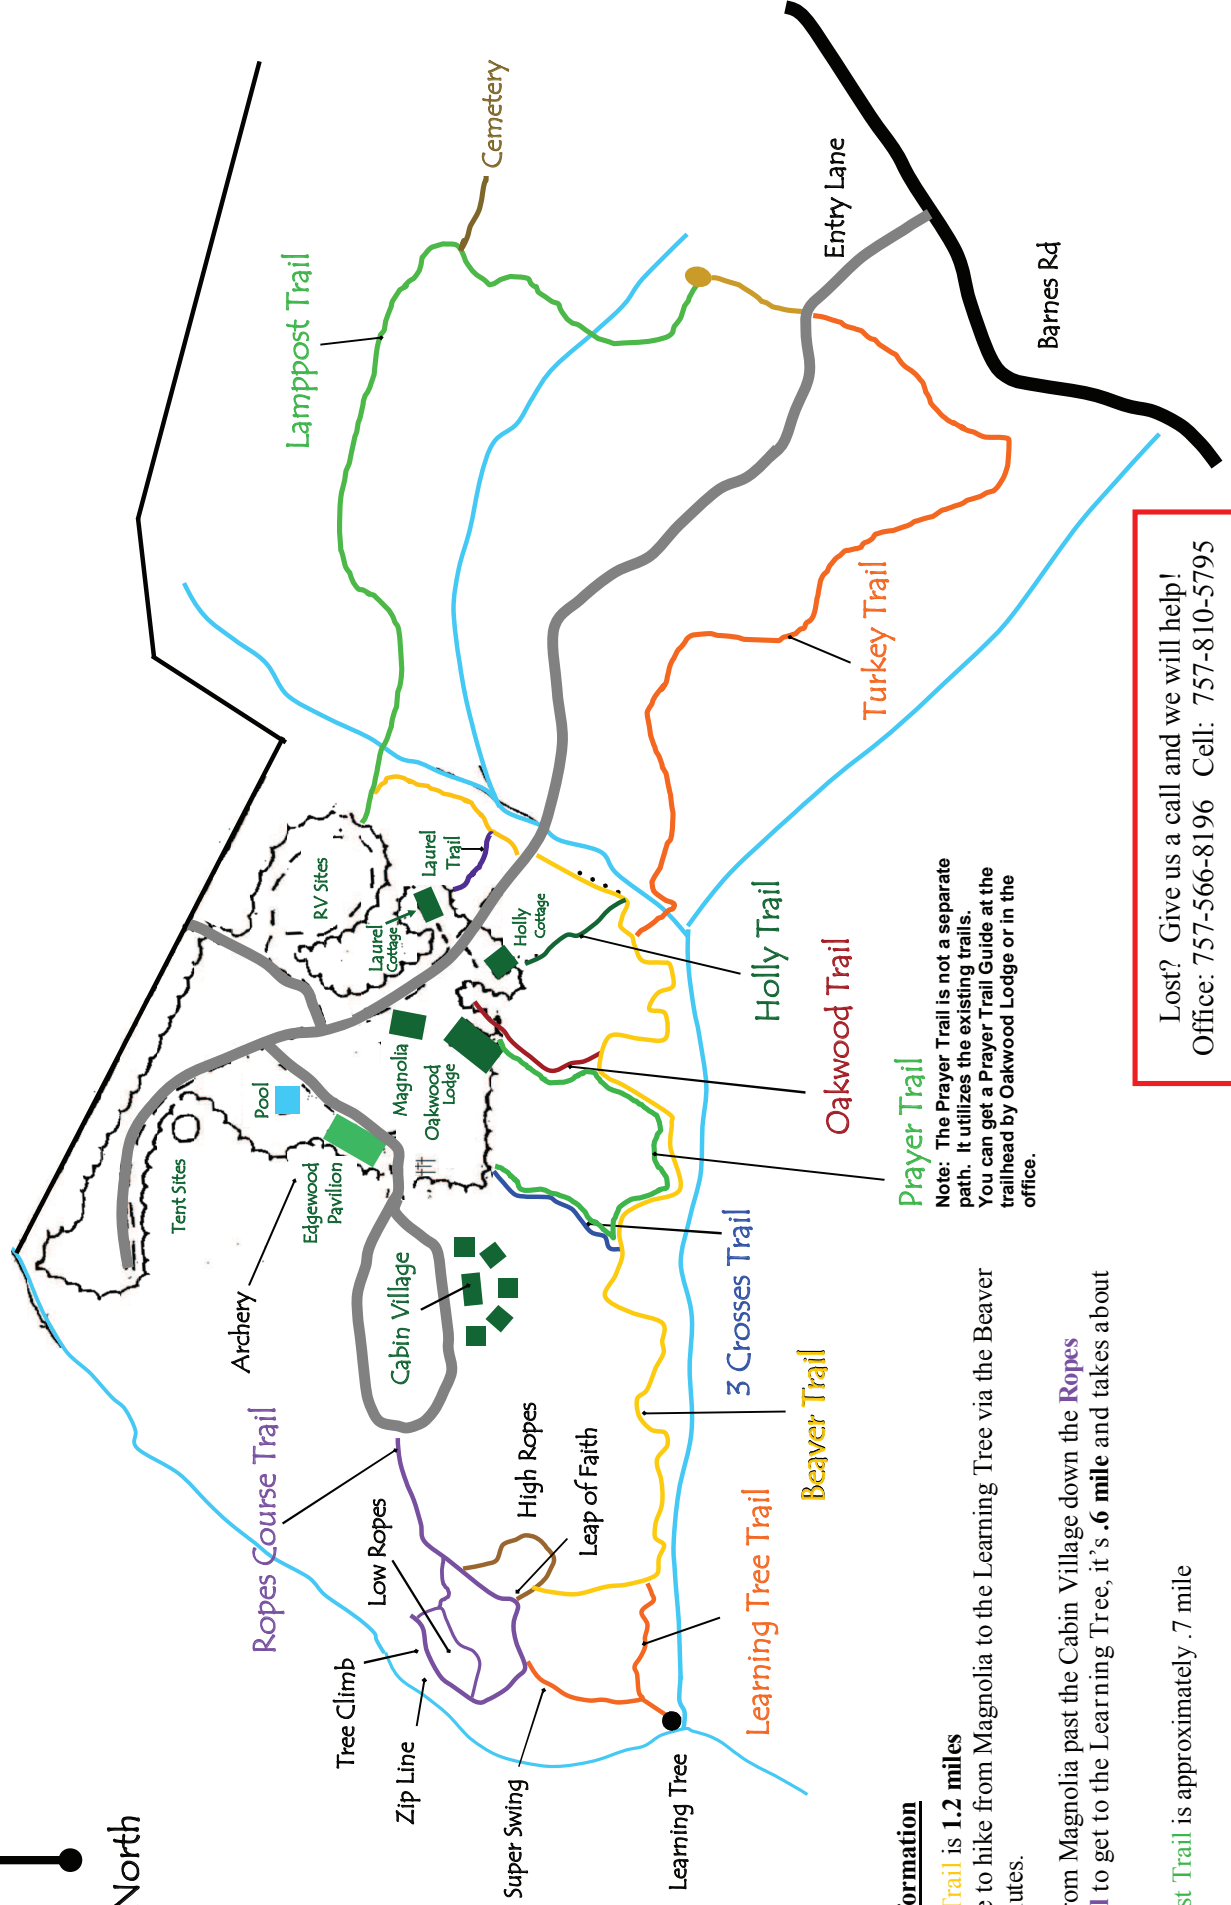 North
Cemetery
Lamppost Trail
Entry Lane
Barnes Rd
Turkey Trail
RV Sites
Laurel
Trail
Laurel
Cottage
Holly
Cottage
Holly Trail
Oakwood Trail
Magnolia
Oakwood
Lodge
Pool
Edgewood
Pavilion
Tent Sites
Archery
Cabin Village
Prayer Trail
Note: The Prayer Trail is not a separate
path. It utilizes the existing trails.
You can get a Prayer Trail Guide at the
trailhead by Oakwood Lodge or in the
office.
3 Crosses Trail
Beaver Trail
Ropes Course Trail
High Ropes
Leap of Faith
Low Ropes
Tree Climb
Zip Line
Super Swing
Learning Tree Trail
Learning Tree
ormation
Trail is 1.2 miles
e to hike from Magnolia to the Learning Tree via the Beaver
utes.
rom Magnolia past the Cabin Village down the Ropes
l to get to the Learning Tree, it's .6 mile and takes about
st Trail is approximately .7 mile
Lost? Give us a call and we will help!
Office: 757-566-8196 Cell: 757-810-5795